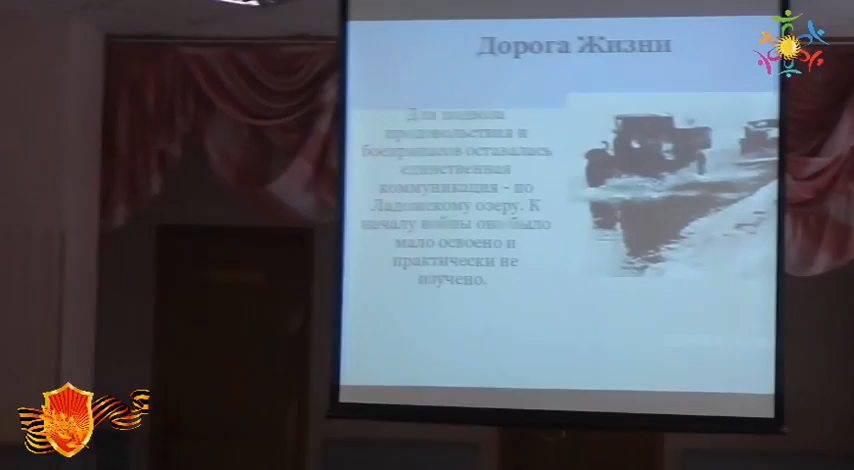 Дорога Жизни
Для подвоза
продовольствия и
боеприпасов оставалась
единственная
коммуникация - по
Ладожскому озеру. К
началу войны оно было
мало освоено и
практически не
изучено.